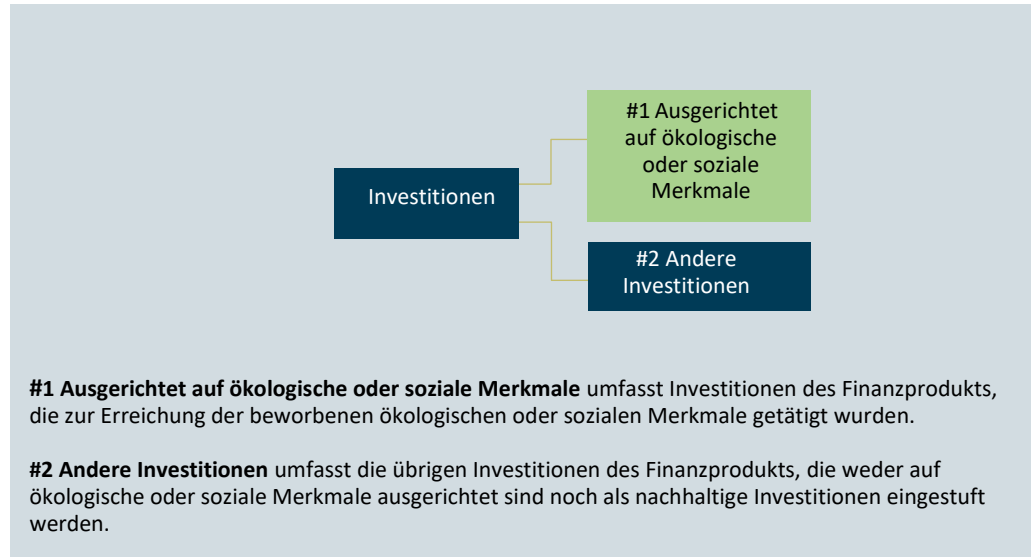 #1 Ausgerichtet
auf ökologische
oder soziale
Merkmale
Investitionen
#2 Andere
Investitionen
#1 Ausgerichtet auf ökologische oder soziale Merkmale umfasst Investitionen des Finanzprodukts,
die zur Erreichung der beworbenen ökologischen oder sozialen Merkmale getätigt wurden.
#2 Andere Investitionen umfasst die übrigen Investitionen des Finanzprodukts, die weder auf
ökologische oder soziale Merkmale ausgerichtet sind noch als nachhaltige Investitionen eingestuft
werden.